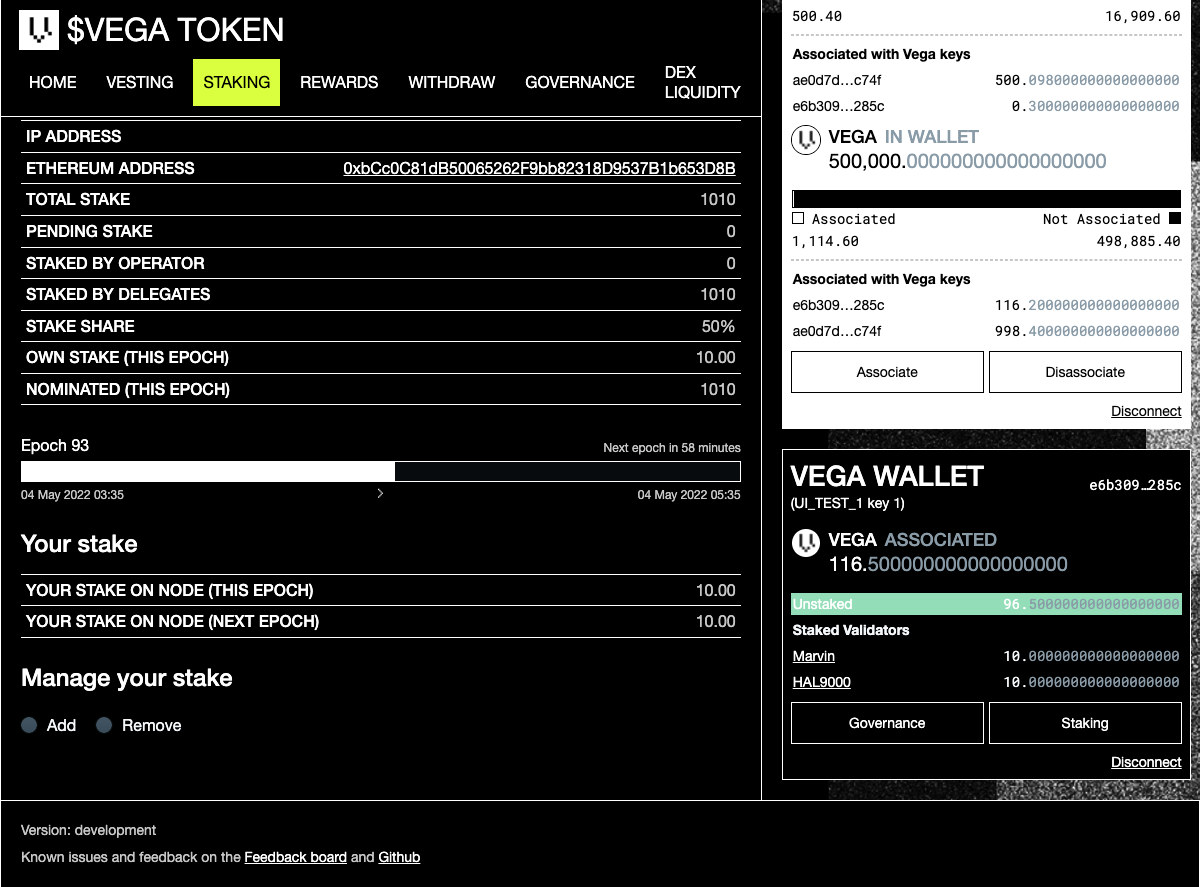 $VEGA TOKEN
HOME VESTING STAKING REWARDS WITHDRAW GOVERNANCE DEX LIQUIDITY
IP ADDRESS
ETHEREUM ADDRESS 0xbCc0C81dB50065262F9bb82318D9537B1b653D8B
TOTAL STAKE 1010
PENDING STAKE 0
STAKED BY OPERATOR 0
STAKED BY DELEGATES 1010
STAKE SHARE 50%
OWN STAKE (THIS EPOCH) 10.00
NOMINATED (THIS EPOCH) 1010
Epoch 93 Next epoch in 58 minutes
04 May 2022 03:35 04 May 2022 05:35
Your stake
YOUR STAKE ON NODE (THIS EPOCH) 10.00
YOUR STAKE ON NODE (NEXT EPOCH) 10.00
Manage your stake
Add Remove
500.40 16,909.60
Associated with Vega keys
ae0d7d…c74f 500.098000000000000000
e6b309…285c 0.300000000000000000
VEGA IN WALLET
500,000.000000000000000000
Associated Not Associated
1,114.60 498,885.40
Associated with Vega keys
e6b309…285c 116.200000000000000000
ae0d7d…c74f 998.400000000000000000
Associate Disassociate
Disconnect
VEGA WALLET e6b309…285c
(UI_TEST_1 key 1)
VEGA ASSOCIATED
116.500000000000000000
Unstaked 96.500000000000000000
Staked Validators
Marvin 10.000000000000000000
HAL9000 10.000000000000000000
Governance Staking
Disconnect
Version: development
Known issues and feedback on the Feedback board and Github